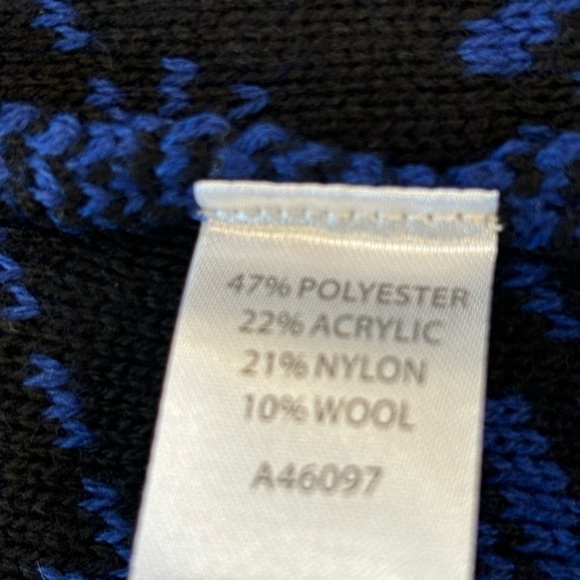 47% POLYESTER
22% ACRYLIC
21% NYLON
10% WOOL
A46097